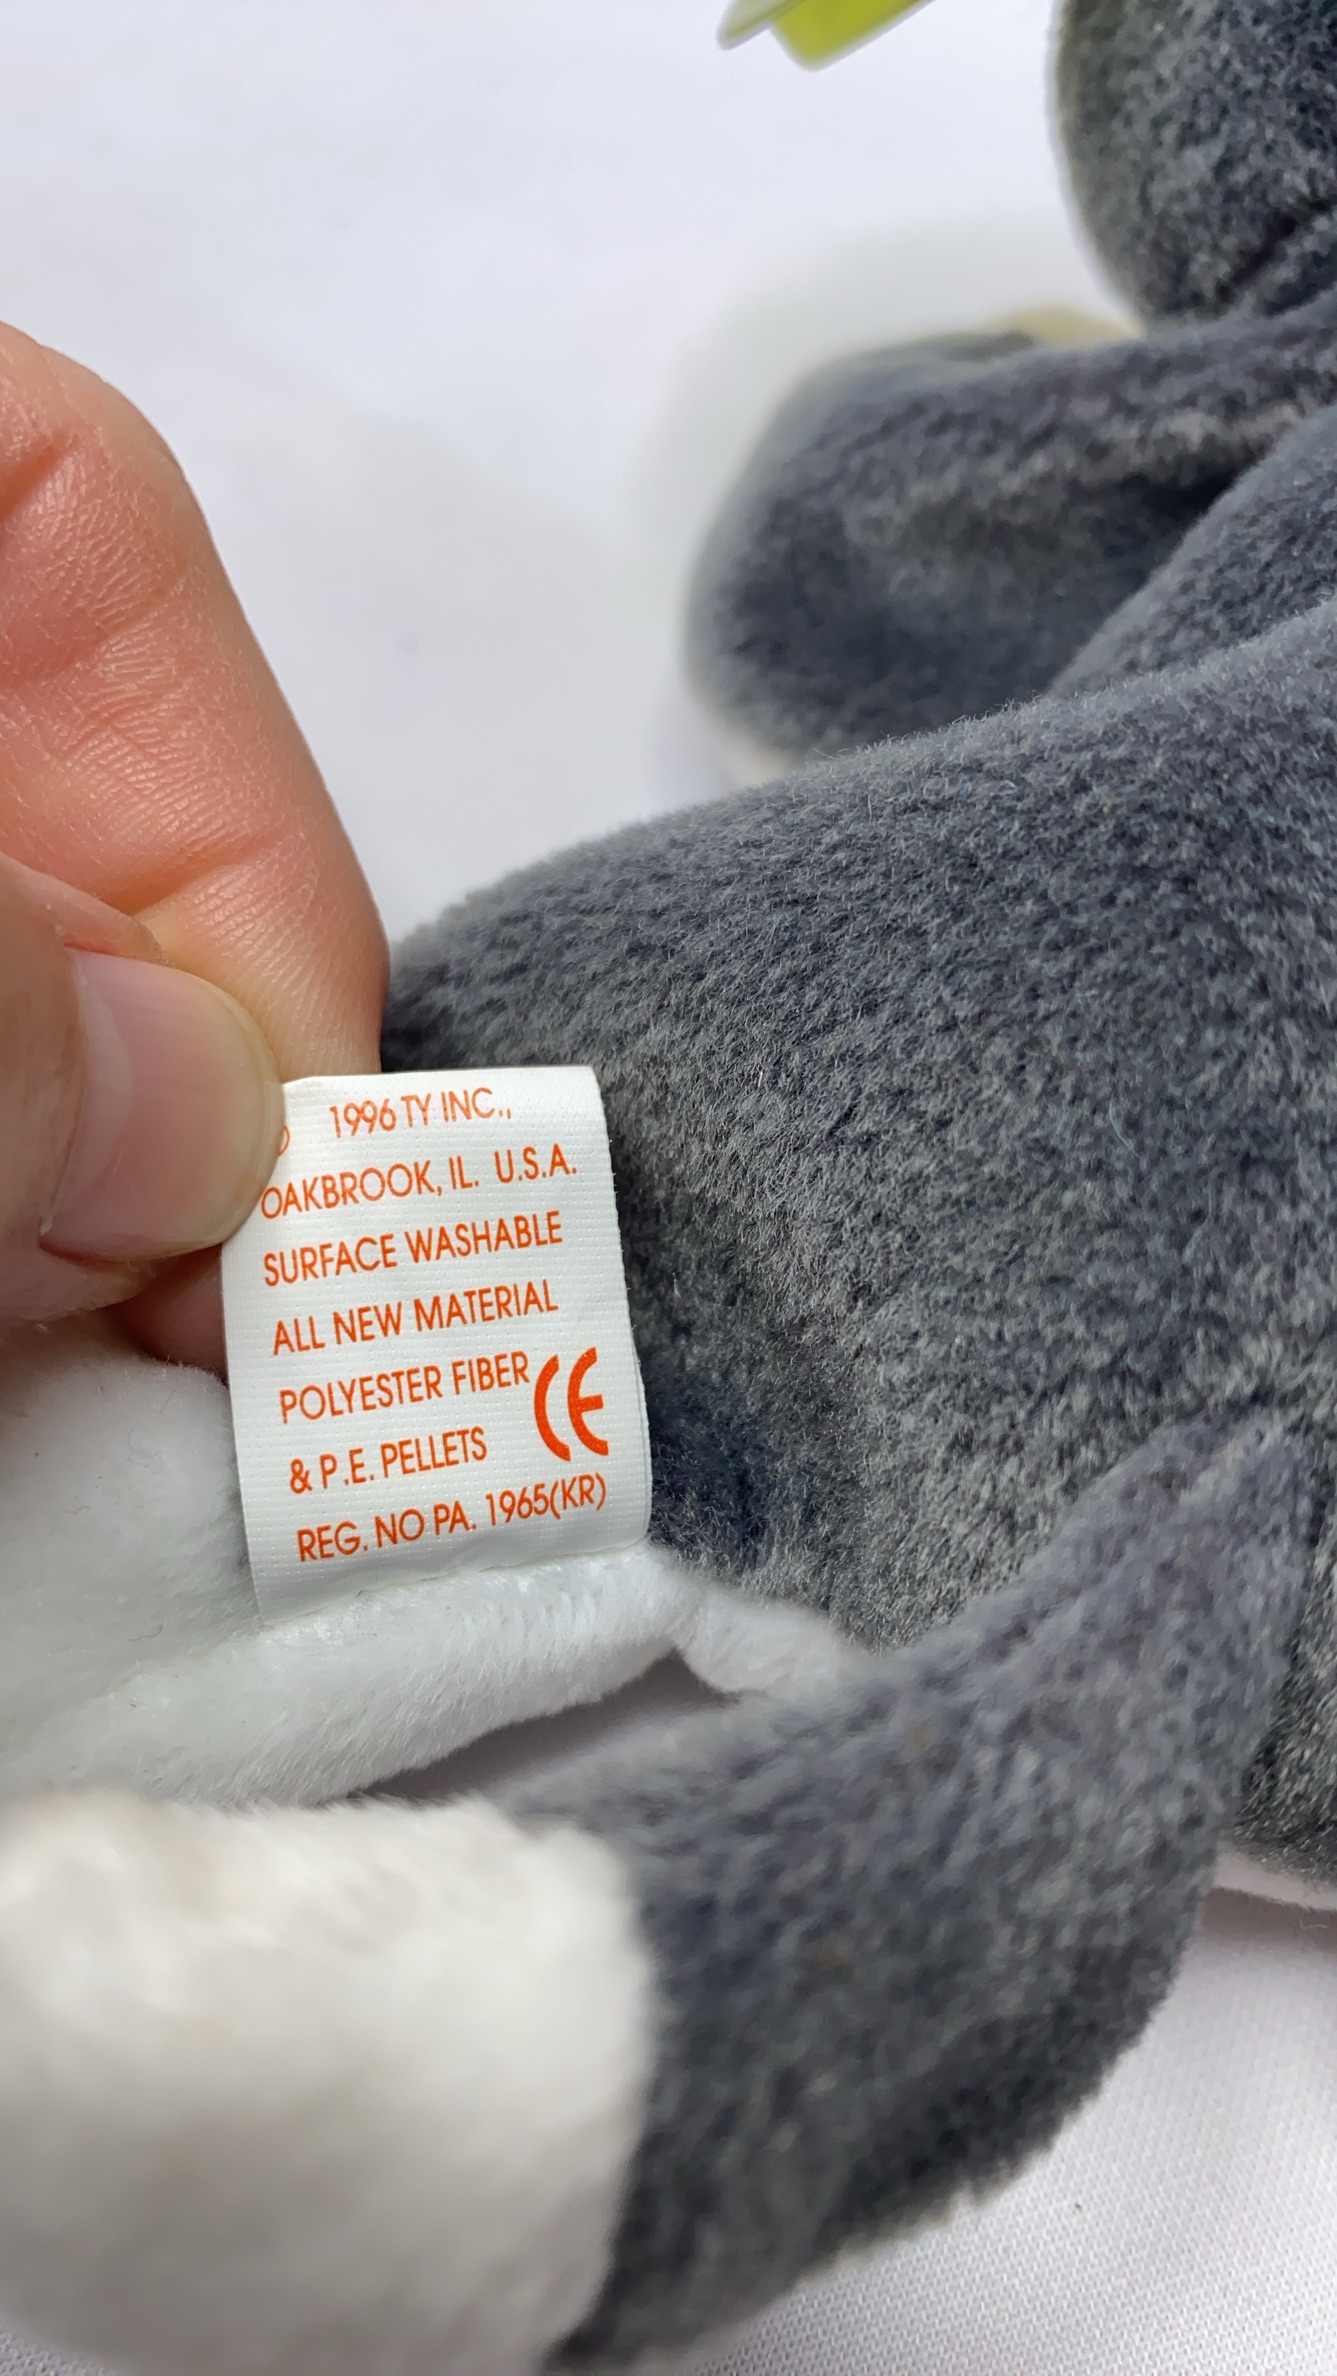 © 1996 TY INC.,
OAKBROOK, IL. U.S.A.
SURFACE WASHABLE
ALL NEW MATERIAL
POLYESTER FIBER
& P.E. PELLETS CE
REG. NO PA. 1965(KR)